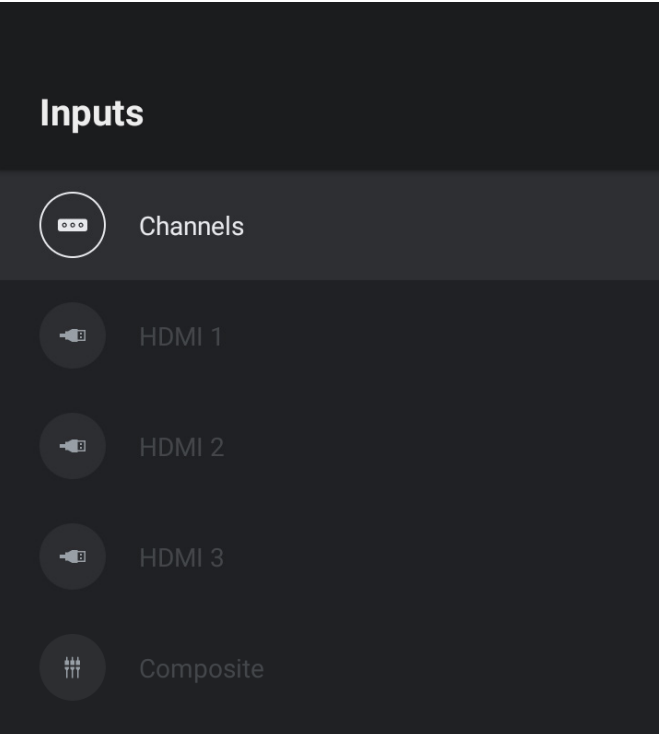 Inputs
Channels
HDMI 1
HDMI 2
HDMI 3
Composite